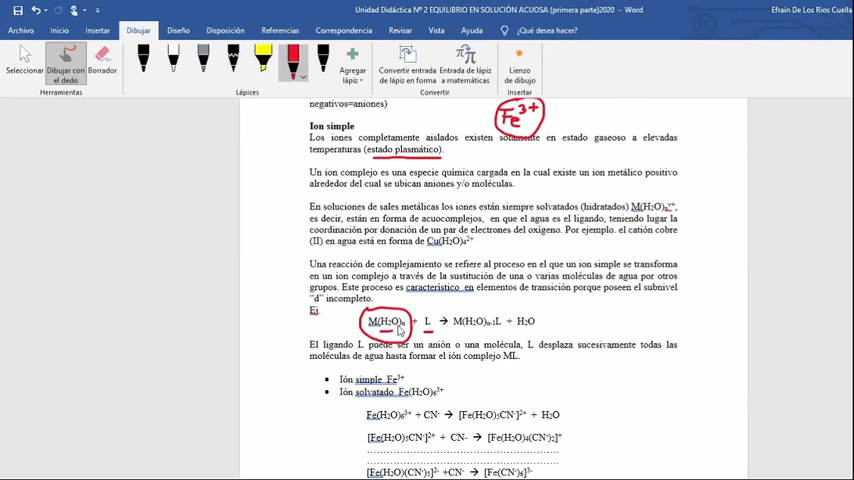 Unidad Didáctica Nº 2 EQUILIBRIO EN SOLUCIÓN ACUOSA (primera parte)2020 - Word
Efrain De Los Rios Cuella
Archivo Inicio Insertar Dibujar Diseño Disposición Referencias Correspondencia Revisar Vista Ayuda ¿Qué desea hacer?
Seleccionar Dibujar con el dedo Borrador Agregar lápiz Convertir entrada de lápiz en forma Entrada de lápiz a matemáticas Lienzo de dibujo
Herramientas Lápices Convertir Insertar
negativos=aniones)
Fe3+
Ion simple
Los iones completamente aislados existen solamente en estado gaseoso a elevadas
temperaturas (estado plasmático).
Un ion complejo es una especie química cargada en la cual existe un ion metálico positivo
alrededor del cual se ubican aniones y/o moléculas.
En soluciones de sales metálicas los iones están siempre solvatados (hidratados) M(H2O)ny+,
es decir, están en forma de acuocomplejos, en que el agua es el ligando, teniendo lugar la
coordinación por donación de un par de electrones del oxígeno. Por ejemplo. el catión cobre
(II) en agua está en forma de Cu(H2O)42+
Una reacción de complejamiento se refiere al proceso en el que un ion simple se transforma
en un ion complejo a través de la sustitución de una o varias moléculas de agua por otros
grupos. Este proceso es característico en elementos de transición porque poseen el subnivel
“d” incompleto.
Ej.
M(H2O)n + L → M(H2O)n-1L + H2O
El ligando L puede ser un anión o una molécula, L desplaza sucesivamente todas las
moléculas de agua hasta formar el ión complejo ML.
• Ión simple Fe3+
• Ión solvatado Fe(H2O)63+
Fe(H2O)63+ + CN- → [Fe(H2O)5CN-]2+ + H2O
[Fe(H2O)5CN-]2+ + CN- → [Fe(H2O)4(CN-)2]+
……………………………………………
……………………………………………
[Fe(H2O)(CN-)5]2- +CN- → [Fe(CN-)6]3-